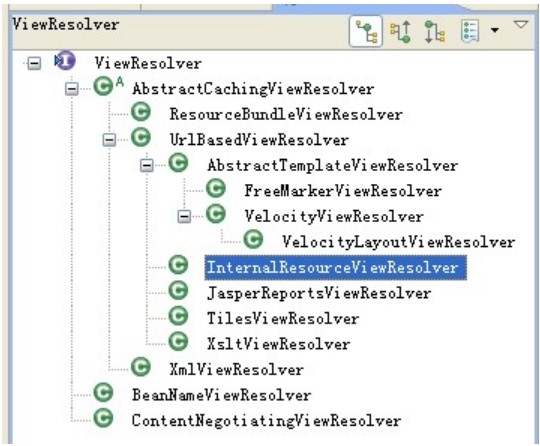 ViewResolver
ViewResolver
AbstractCachingViewResolver
ResourceBundleViewResolver
UrlBasedViewResolver
AbstractTemplateViewResolver
FreeMarkerViewResolver
VelocityViewResolver
VelocityLayoutViewResolver
InternalResourceViewResolver
JasperReportsViewResolver
TilesViewResolver
XsltViewResolver
XmlViewResolver
BeanNameViewResolver
ContentNegotiatingViewResolver